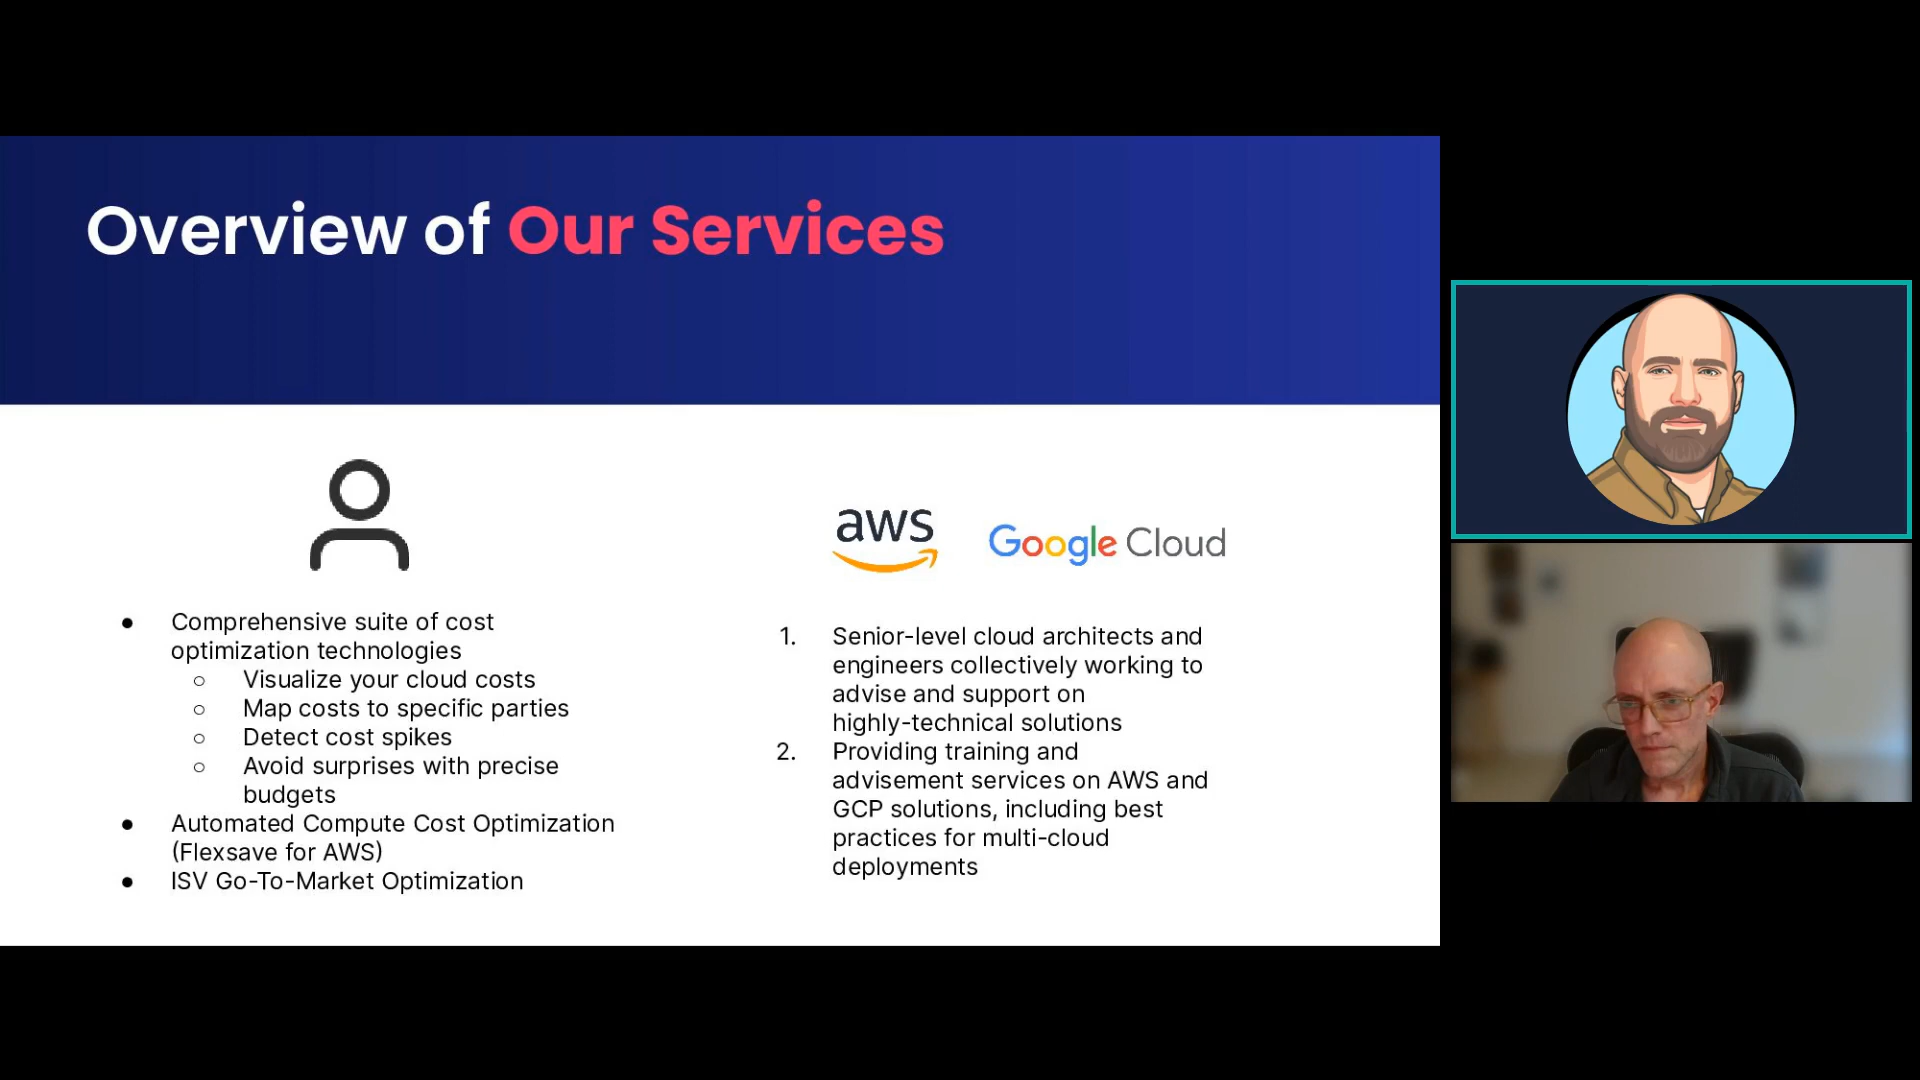 Overview of Our Services
Comprehensive suite of cost
optimization technologies
Visualize your cloud costs
Map costs to specific parties
Detect cost spikes
Avoid surprises with precise
budgets
Automated Compute Cost Optimization
(Flexsave for AWS)
ISV Go-To-Market Optimization
aws
Google Cloud
1. Senior-level cloud architects and
engineers collectively working to
advise and support on
highly-technical solutions
2. Providing training and
advisement services on AWS and
GCP solutions, including best
practices for multi-cloud
deployments